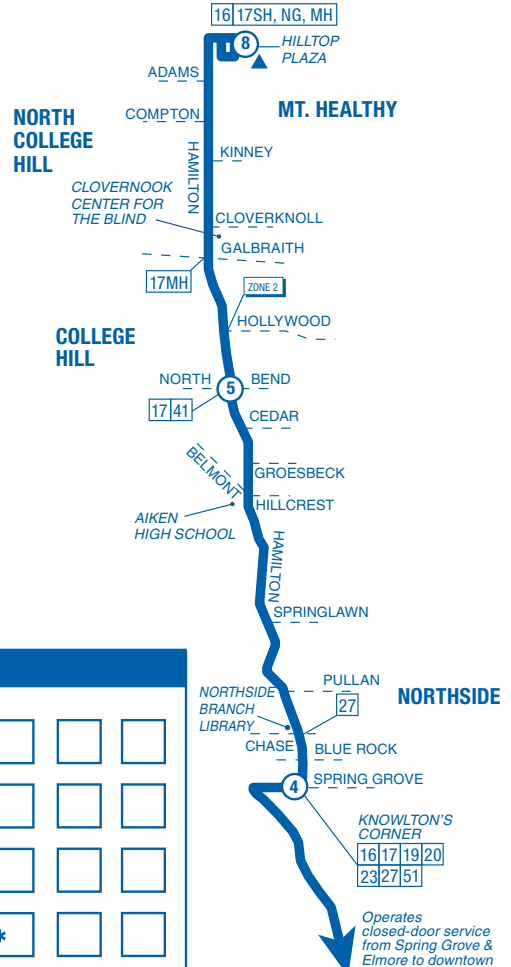 16 17SH, NG, MH
8
HILLTOP
PLAZA
ADAMS
MT. HEALTHY
COMPTON
NORTH
COLLEGE
HILL
HAMILTON
KINNEY
CLOVERNOOK
CENTER FOR
THE BLIND
CLOVERKNOLL
GALBRAITH
17MH
ZONE 2
HOLLYWOOD
COLLEGE
HILL
NORTH 5 BEND
17 41
CEDAR
BELMONT
GROESBECK
HILLCREST
AIKEN
HIGH SCHOOL
HAMILTON
SPRINGLAWN
PULLAN
NORTHSIDE
BRANCH
LIBRARY
27
NORTHSIDE
CHASE BLUE ROCK
4 SPRING GROVE
KNOWLTON'S
CORNER
16 17 19 20
23 27 51
*
Operates
closed-door service
from Spring Grove &
Elmore to downtown